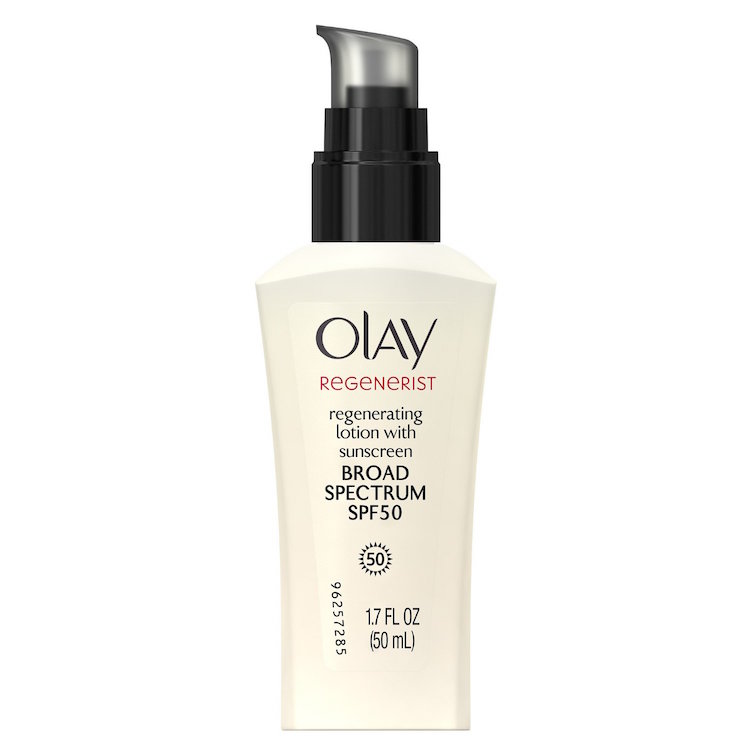 OLAY
REGENERIST
regenerating
lotion with
sunscreen
BROAD
SPECTRUM
SPF50
50
96257285
1.7 FL OZ
(50 mL)